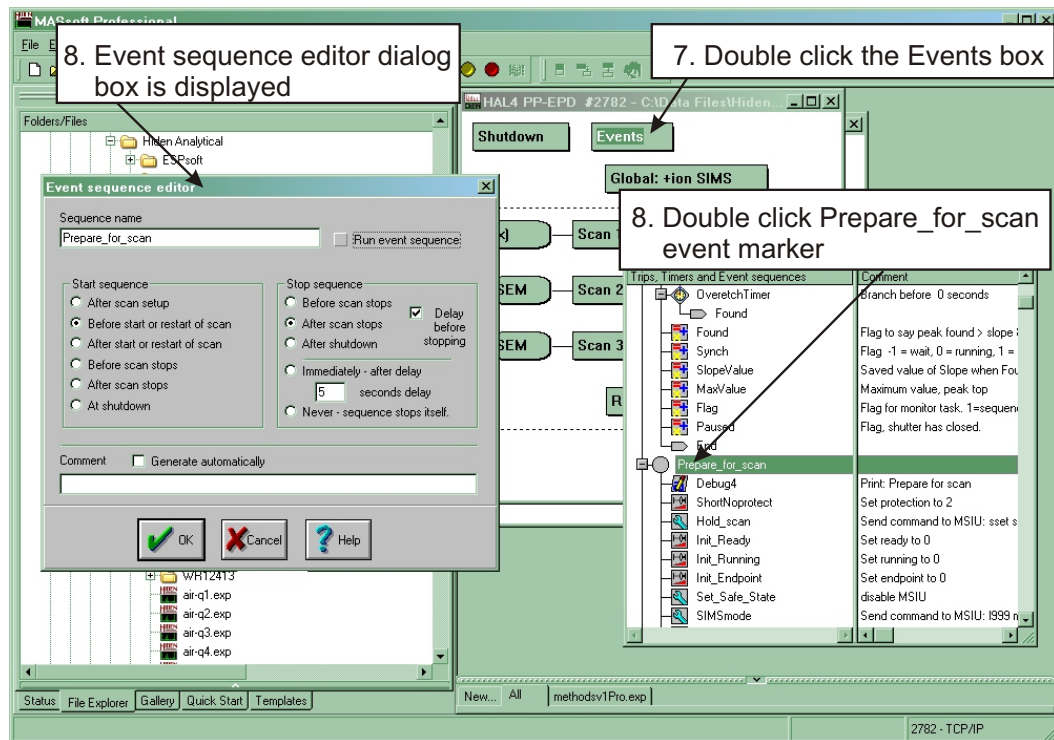 MASsoft Professional
8. Event sequence editor dialog
box is displayed
7. Double click the Events box
File
HAL4 PP-EPD #2782 - C:\Data Files\Hiden...
Folders/Files
Hiden Analytical
ESPsoft
Shutdown
Events
Global: +ion SIMS
8. Double click Prepare_for_scan
event marker
Scan 1
SEM
Scan 2
SEM
Scan 3
R
Event sequence editor
Sequence name
Prepare_for_scan
Run event sequence
Start sequence
After scan setup
Before start or restart of scan
After start or restart of scan
Before scan stops
After scan stops
At shutdown
Stop sequence
Before scan stops
After scan stops
After shutdown
Delay
before
stopping
Immediately - after delay
5 seconds delay
Never - sequence stops itself.
Comment
Generate automatically
OK
Cancel
Help
Trips, Timers and Event sequences
Comment
OveretchTimer
Branch before 0 seconds
Found
Found
Flag to say peak found > slope
Synch
Flag -1 = wait, 0 = running, 1 =
SlopeValue
Saved value of Slope when Fou
MaxValue
Maximum value, peak top
Flag
Flag for monitor task. 1=sequen
Paused
Flag, shutter has closed.
End
Prepare_for_scan
Debug4
Print: Prepare for scan
ShortNoprotect
Set protection to 2
Hold_scan
Send command to MSIU: sset s
Init_Ready
Set ready to 0
Init_Running
Set running to 0
Init_Endpoint
Set endpoint to 0
Set_Safe_State
disable MSIU
SIMSmode
Send command to MSIU: l999
WR12413
air-q1.exp
air-q2.exp
air-q3.exp
air-q4.exp
Status
File Explorer
Gallery
Quick Start
Templates
New...
All
methodsv1Pro.exp
2782 - TCP/IP